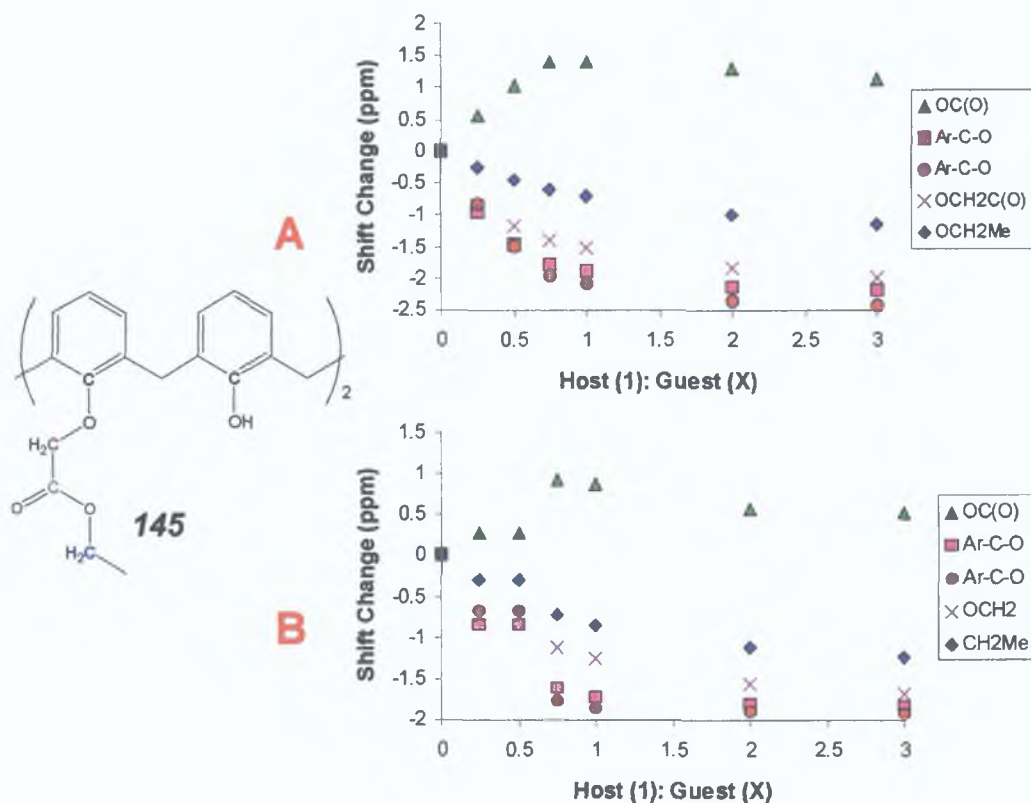 A
Shift Change (ppm)
2
1.5
1
0.5
0
-0.5
-1
-1.5
-2
-2.5
0.5
1
1.5
2
2.5
3
Host (1): Guest (X)
OC(O)
Ar-C-O
Ar-C-O
OCH2C(O)
OCH2Me
C
C
O
OH
2
H₂C
C
O
O
H₂C
145
B
Shift Change (ppm)
1.5
1
0.5
0
-0.5
-1
-1.5
-2
0
0.5
1
1.5
2
2.5
3
Host (1): Guest (X)
OC(O)
Ar-C-O
Ar-C-O
OCH2
CH2Me